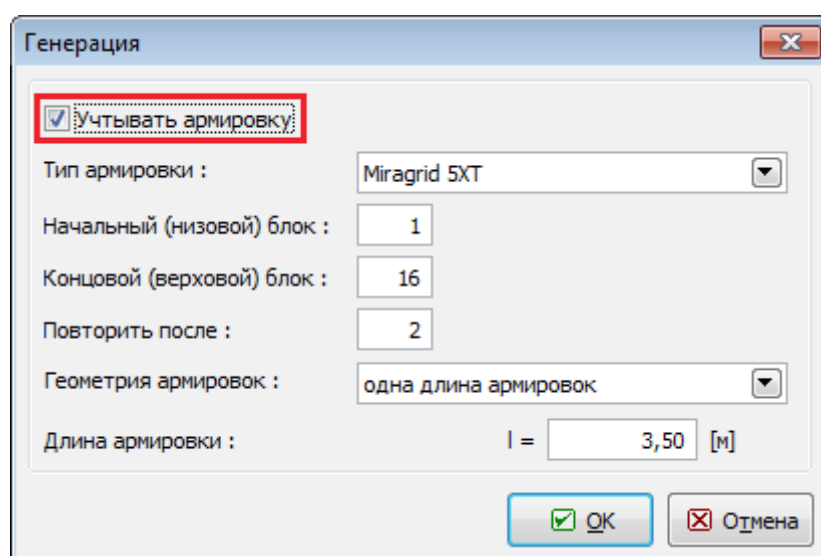 Генерация
Учтывать армировку
Тип армировки : Miragrid 5XT
Начальный (низовой) блок : 1
Концовой (верховой) блок : 16
Повторить после : 2
Геометрия армировок : одна длина армировок
Длина армировки : l = 3,50 [м]
OK Отмена